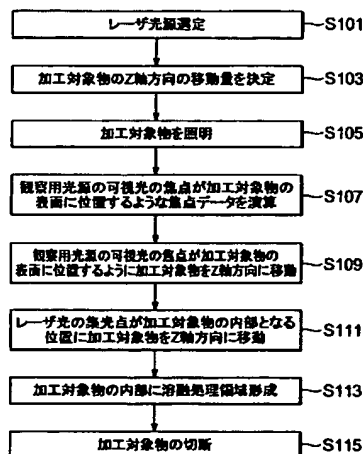 レーザ光源選定
S101
加工対象物のZ軸方向の移動量を決定
S103
加工対象物を照明
S105
観察用光源の可視光の焦点が加工対象物の
表面に位置するような焦点データを演算
S107
観察用光源の可視光の焦点が加工対象物の
表面に位置するように加工対象物をZ軸方向に移動
S109
レーザ光の集光点が加工対象物の内部となる
位置に加工対象物をZ軸方向に移動
S111
加工対象物の内部に溶融処理領域形成
S113
加工対象物の切断
S115